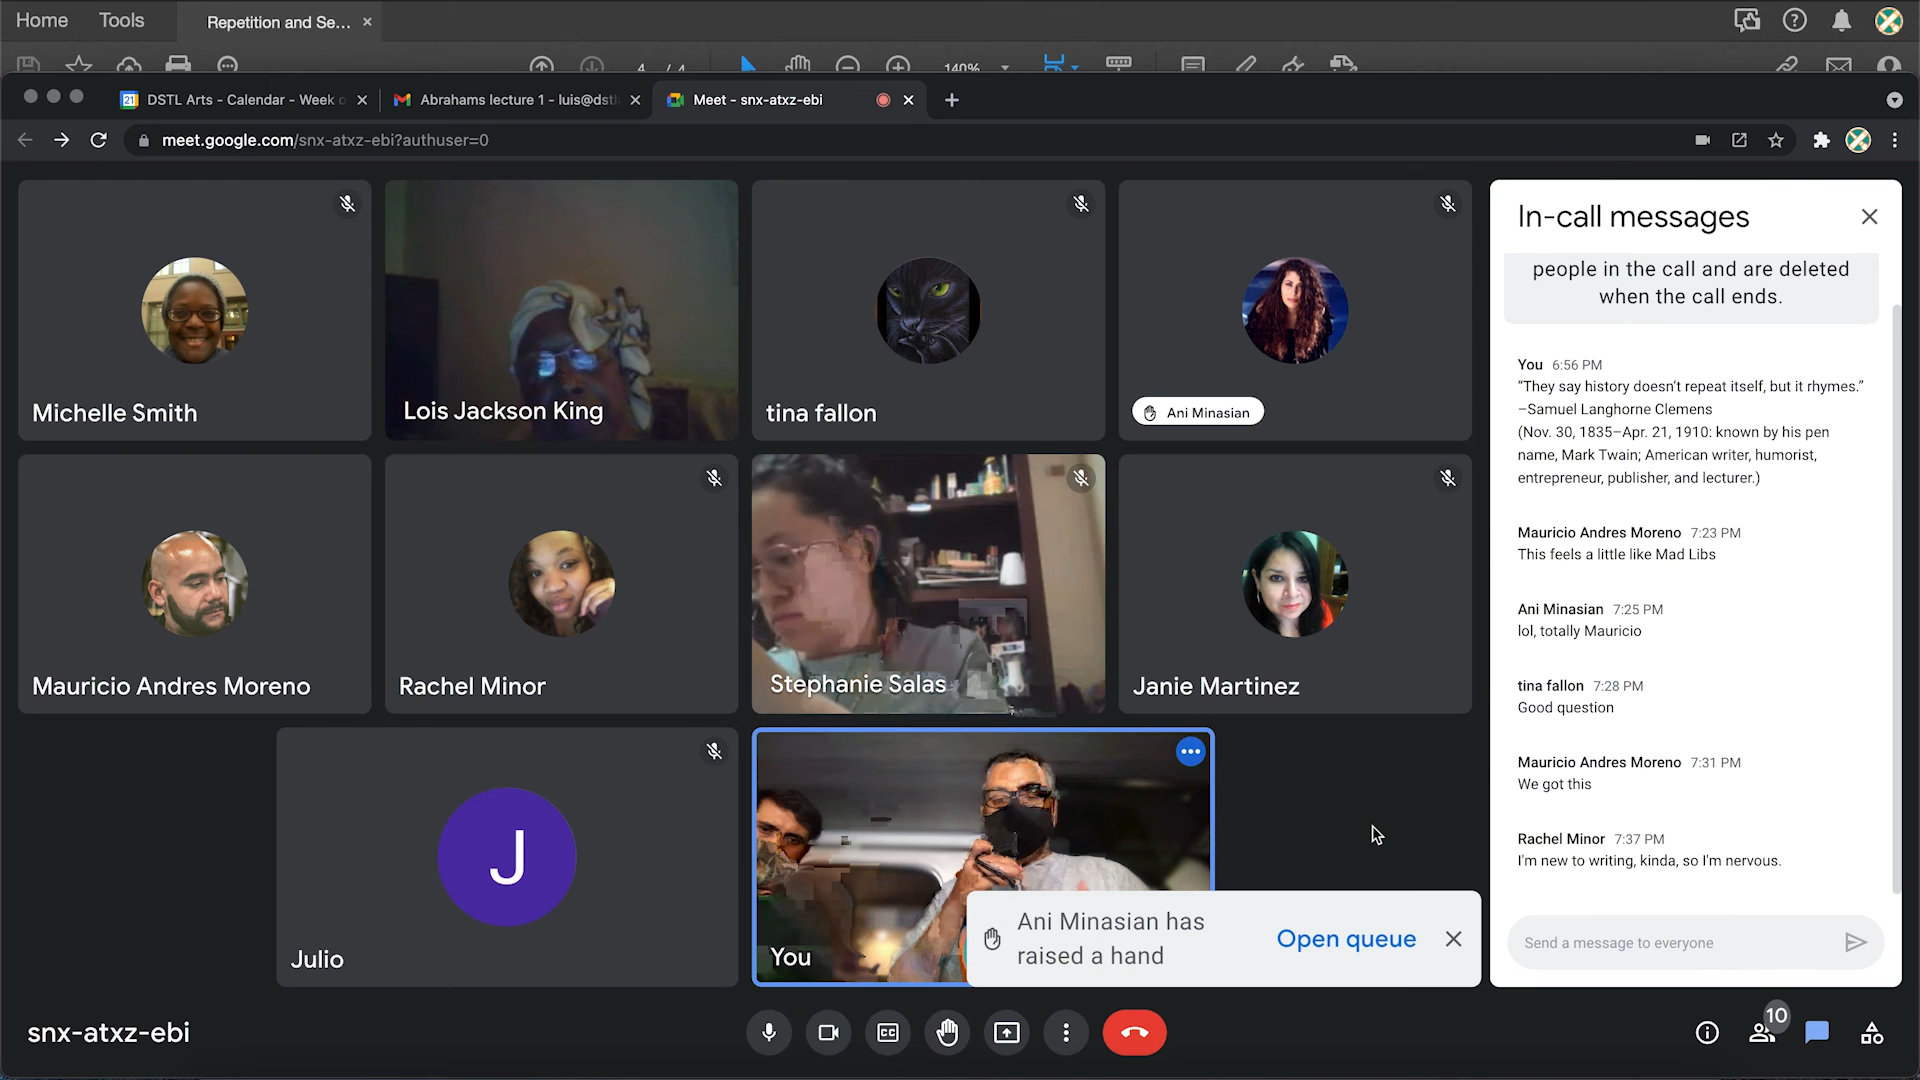 Home Tools Repetition and Se...
4 / 4 140%
21 DSTL Arts - Calendar - Week o Abrahams lecture 1 - luis@dstl Meet - snx-atxz-ebi
meet.google.com/snx-atxz-ebi?authuser=0
Michelle Smith
Lois Jackson King
tina fallon
Ani Minasian
Mauricio Andres Moreno
Rachel Minor
Stephanie Salas
Janie Martinez
J
Julio
You
Ani Minasian has
raised a hand
Open queue
In-call messages
people in the call and are deleted
when the call ends.
You 6:56 PM
“They say history doesn’t repeat itself, but it rhymes.”
–Samuel Langhorne Clemens
(Nov. 30, 1835–Apr. 21, 1910: known by his pen
name, Mark Twain; American writer, humorist,
entrepreneur, publisher, and lecturer.)
Mauricio Andres Moreno 7:23 PM
This feels a little like Mad Libs
Ani Minasian 7:25 PM
lol, totally Mauricio
tina fallon 7:28 PM
Good question
Mauricio Andres Moreno 7:31 PM
We got this
Rachel Minor 7:37 PM
I'm new to writing, kinda, so I'm nervous.
Send a message to everyone
snx-atxz-ebi
CC
10